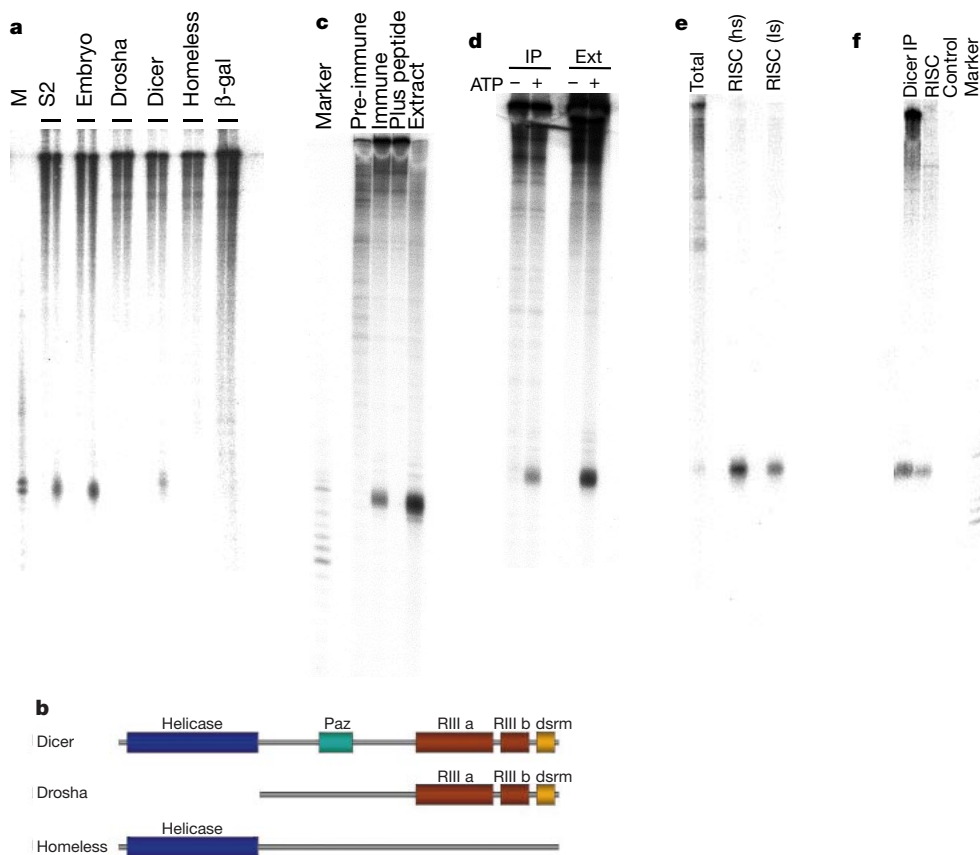 a
M
S2
Embryo
Drosha
Dicer
Homeless
β-gal
c
Marker
Pre-immune
Immune
Plus peptide
Extract
d
IP Ext
ATP – + – +
e
Total
RISC (hs)
RISC (ls)
f
Dicer IP
RISC
Control
Marker
b
Helicase Paz RIII a RIII b dsrm
Dicer
RIII a RIII b dsrm
Drosha
Helicase
Homeless